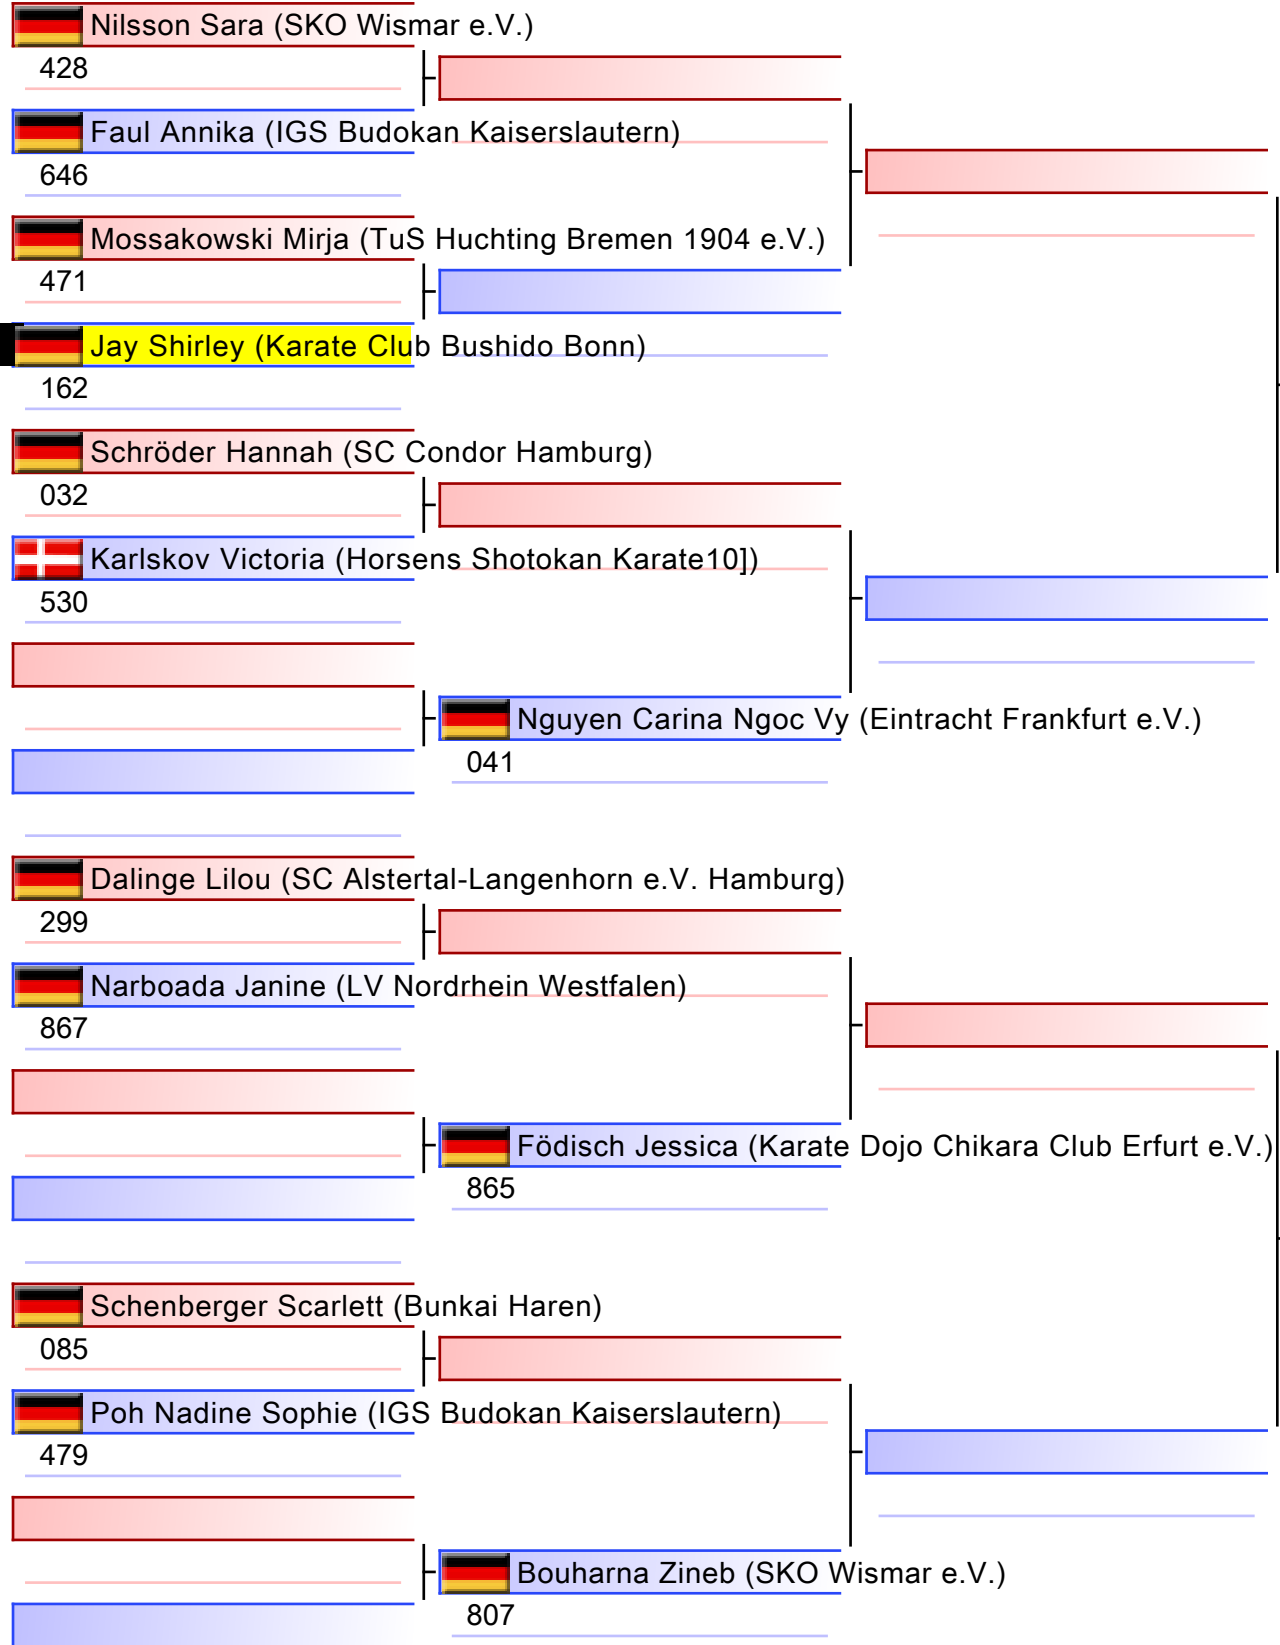 Nilsson Sara (SKO Wismar e.V.)
428
Faul Annika (IGS Budokan Kaiserslautern)
646
Mossakowski Mirja (TuS Huchting Bremen 1904 e.V.)
471
Jay Shirley (Karate Club Bushido Bonn)
162
Schröder Hannah (SC Condor Hamburg)
032
Karlskov Victoria (Horsens Shotokan Karate10])
530
Nguyen Carina Ngoc Vy (Eintracht Frankfurt e.V.)
041
Dalinge Lilou (SC Alstertal-Langenhorn e.V. Hamburg)
299
Narboada Janine (LV Nordrhein Westfalen)
867
Födisch Jessica (Karate Dojo Chikara Club Erfurt e.V.)
865
Schenberger Scarlett (Bunkai Haren)
085
Poh Nadine Sophie (IGS Budokan Kaiserslautern)
479
Bouharna Zineb (SKO Wismar e.V.)
807